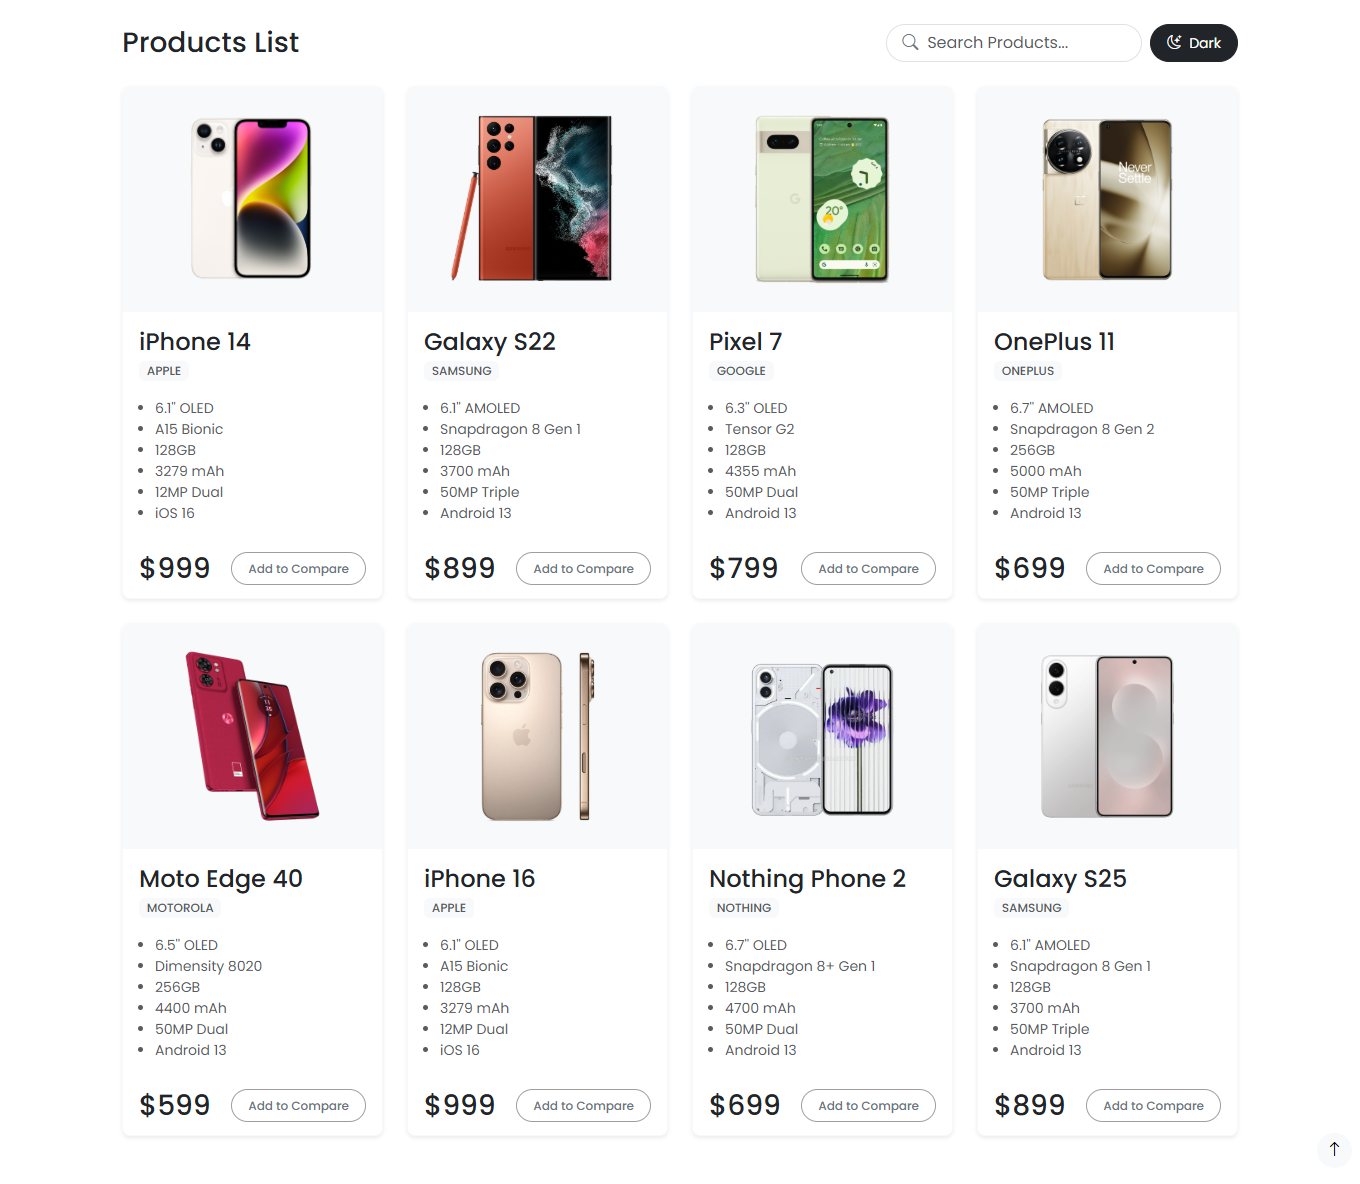 Products List
Search Products...
Dark
Never
Settle
20°
iPhone 14
APPLE
6.1" OLED
A15 Bionic
128GB
3279 mAh
12MP Dual
iOS 16
$999
Add to Compare
Galaxy S22
SAMSUNG
6.1" AMOLED
Snapdragon 8 Gen 1
128GB
3700 mAh
50MP Triple
Android 13
$899
Add to Compare
Pixel 7
GOOGLE
6.3" OLED
Tensor G2
128GB
4355 mAh
50MP Dual
Android 13
$799
Add to Compare
OnePlus 11
ONEPLUS
6.7" AMOLED
Snapdragon 8 Gen 2
256GB
5000 mAh
50MP Triple
Android 13
$699
Add to Compare
Moto Edge 40
MOTOROLA
6.5" OLED
Dimensity 8020
256GB
4400 mAh
50MP Dual
Android 13
$599
Add to Compare
iPhone 16
APPLE
6.1" OLED
A15 Bionic
128GB
3279 mAh
12MP Dual
iOS 16
$999
Add to Compare
Nothing Phone 2
NOTHING
6.7" OLED
Snapdragon 8+ Gen 1
128GB
4700 mAh
50MP Dual
Android 13
$699
Add to Compare
Galaxy S25
SAMSUNG
6.1" AMOLED
Snapdragon 8 Gen 1
128GB
3700 mAh
50MP Triple
Android 13
$899
Add to Compare